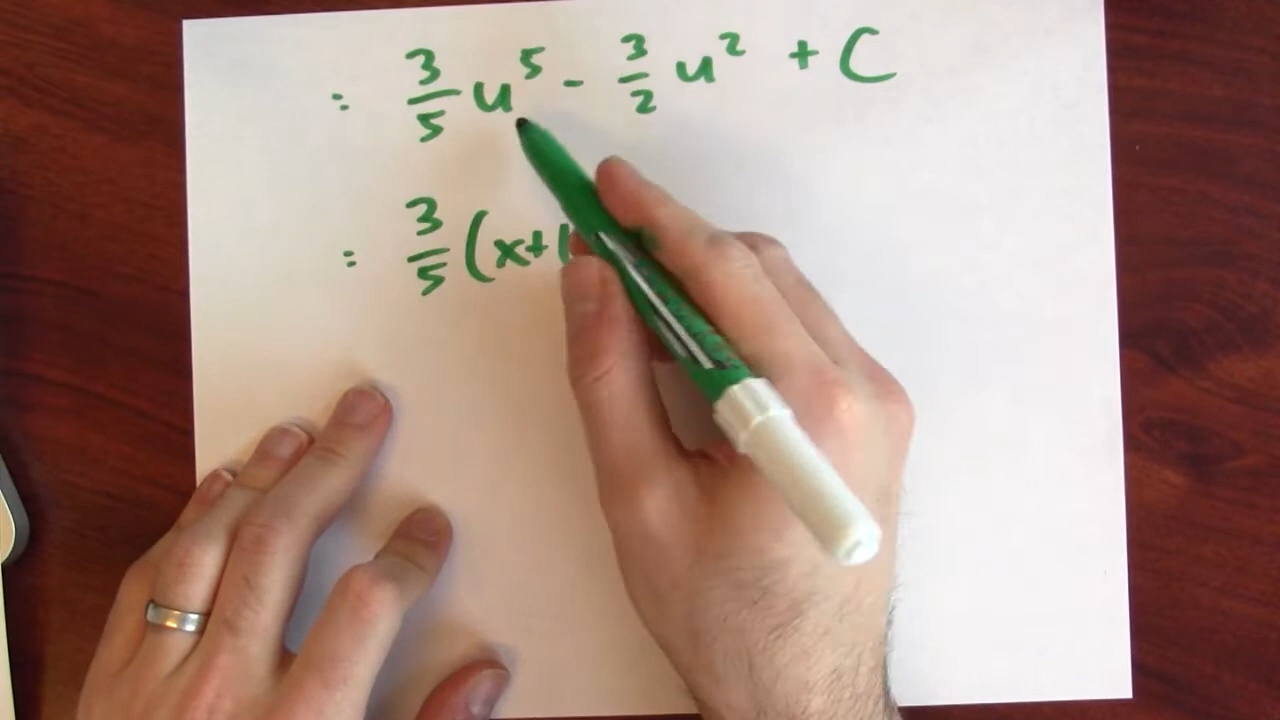 = 3/5 u^5 - 3/2 u^2 + C
= 3/5 (x+1